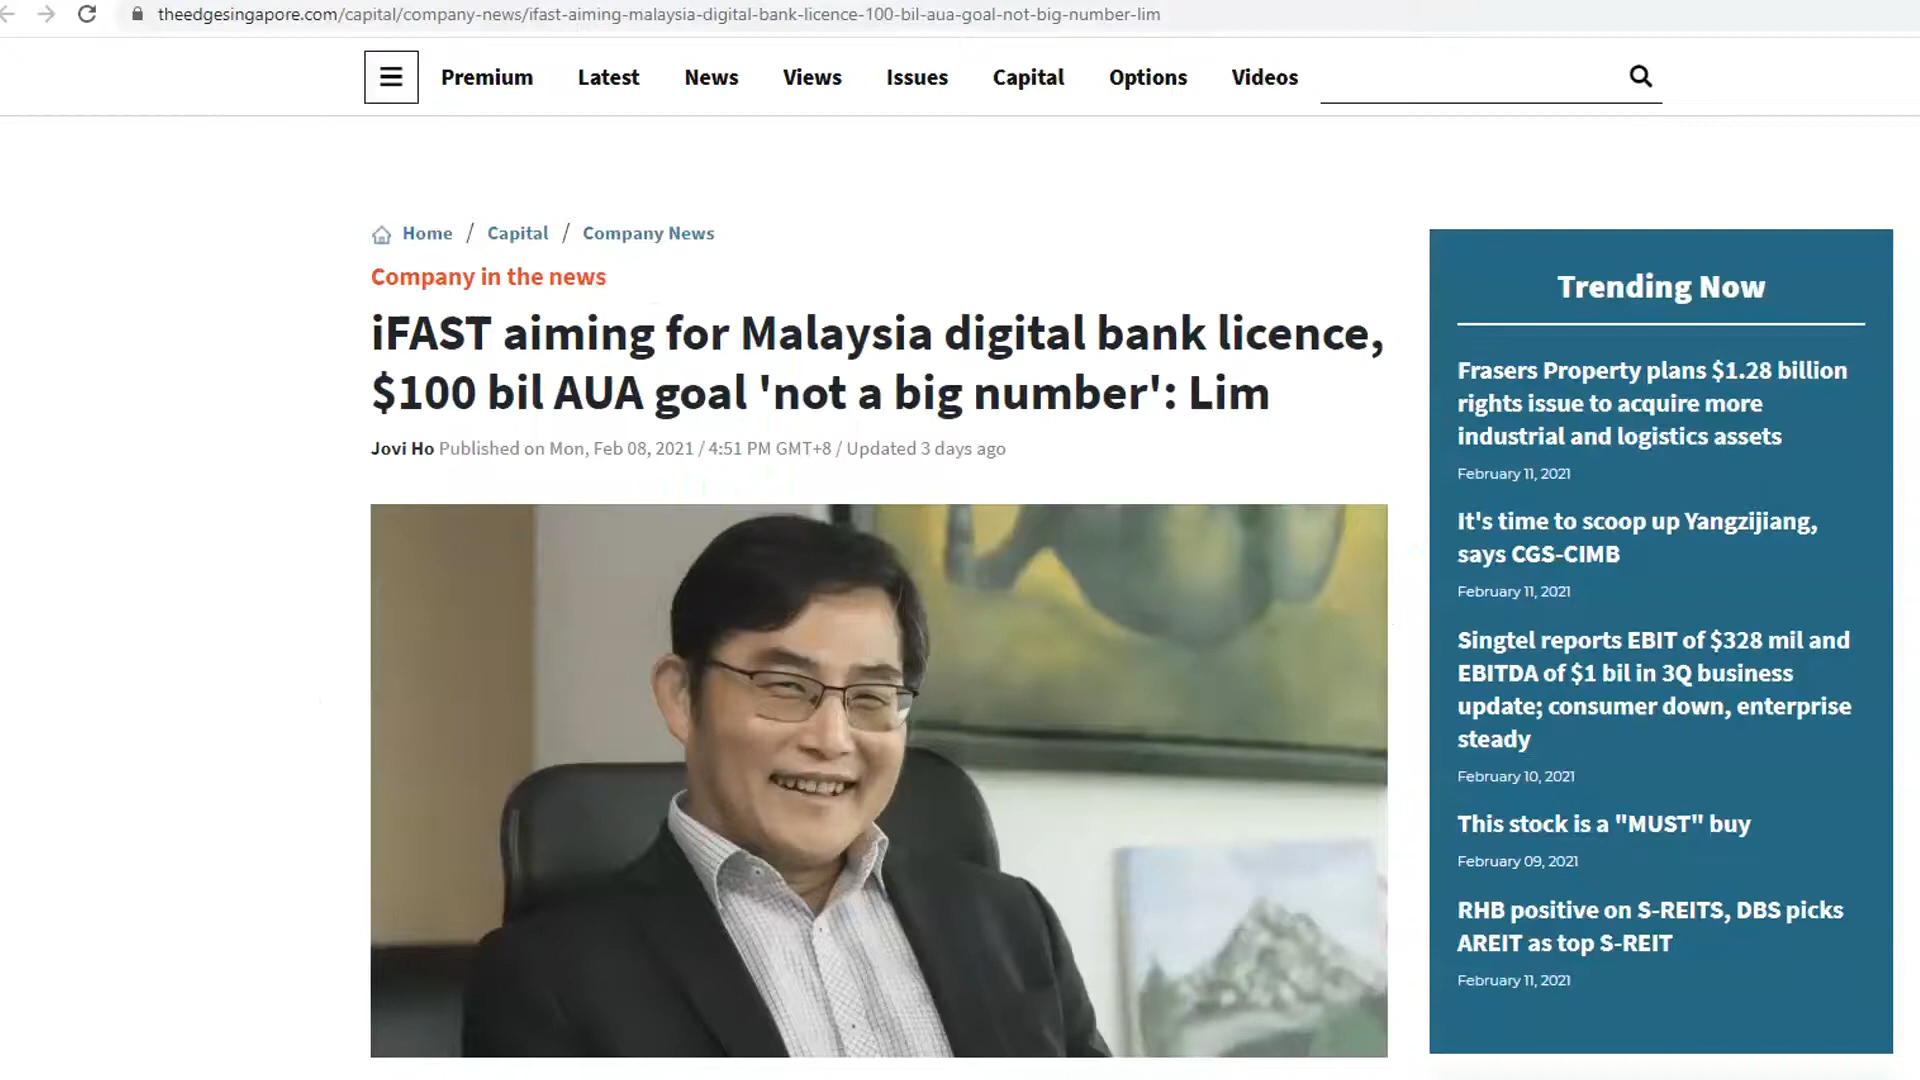 theedgesingapore.com/capital/company-news/ifast-aiming-malaysia-digital-bank-licence-100-bil-aua-goal-not-big-number-lim
Premium Latest News Views Issues Capital Options Videos
Home / Capital / Company News
Company in the news
iFAST aiming for Malaysia digital bank licence,
$100 bil AUA goal 'not a big number': Lim
Jovi Ho Published on Mon, Feb 08, 2021 / 4:51 PM GMT+8 / Updated 3 days ago
Trending Now
Frasers Property plans $1.28 billion
rights issue to acquire more
industrial and logistics assets
February 11, 2021
It's time to scoop up Yangzijiang,
says CGS-CIMB
February 11, 2021
Singtel reports EBIT of $328 mil and
EBITDA of $1 bil in 3Q business
update; consumer down, enterprise
steady
February 10, 2021
This stock is a "MUST" buy
February 09, 2021
RHB positive on S-REITS, DBS picks
AREIT as top S-REIT
February 11, 2021